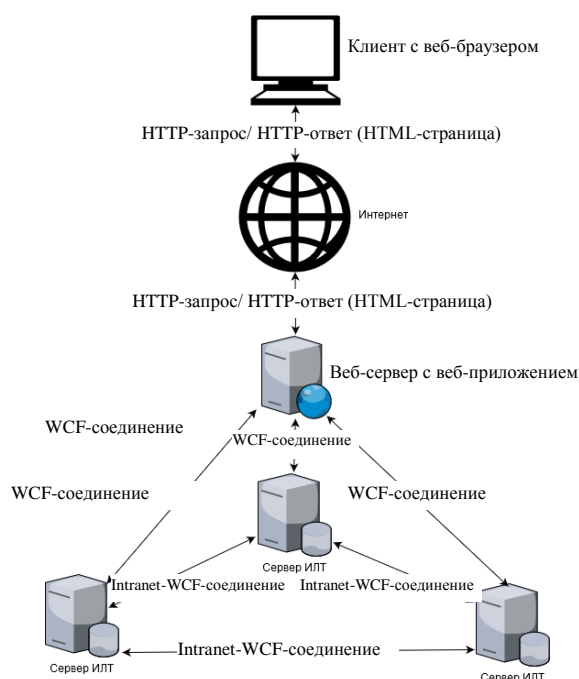 Клиент с веб-браузером
HTTP-запрос/ HTTP-ответ (HTML-страница)
Интернет
HTTP-запрос/ HTTP-ответ (HTML-страница)
Веб-сервер с веб-приложением
WCF-соединение
WCF-соединение
WCF-соединение
WCF-соединение
Сервер ИЛТ
Intranet-WCF-соединение
Intranet-WCF-соединение
Intranet-WCF-соединение
Сервер ИЛТ
Сервер ИЛТ